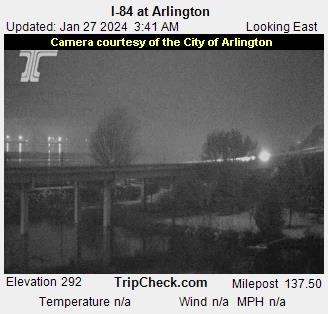 I-84 at Arlington
Updated: Jan 27 2024 3:41 AM Looking East
Camera courtesy of the City of Arlington
Elevation 292 TripCheck.com Milepost 137.50
Temperature n/a Wind n/a MPH n/a